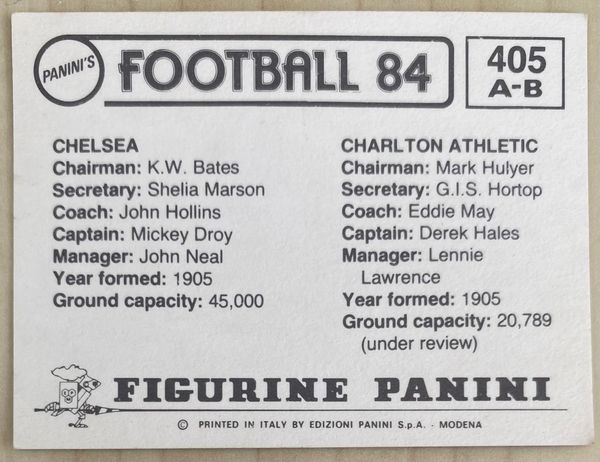 PANINI'S
FOOTBALL 84
405
A-B
CHELSEA
Chairman: K.W. Bates
Secretary: Shelia Marson
Coach: John Hollins
Captain: Mickey Droy
Manager: John Neal
Year formed: 1905
Ground capacity: 45,000
CHARLTON ATHLETIC
Chairman: Mark Hulyer
Secretary: G.I.S. Hortop
Coach: Eddie May
Captain: Derek Hales
Manager: Lennie
Lawrence
Year formed: 1905
Ground capacity: 20,789
(under review)
FIGURINE PANINI
© PRINTED IN ITALY BY EDIZIONI PANINI S.p.A. - MODENA